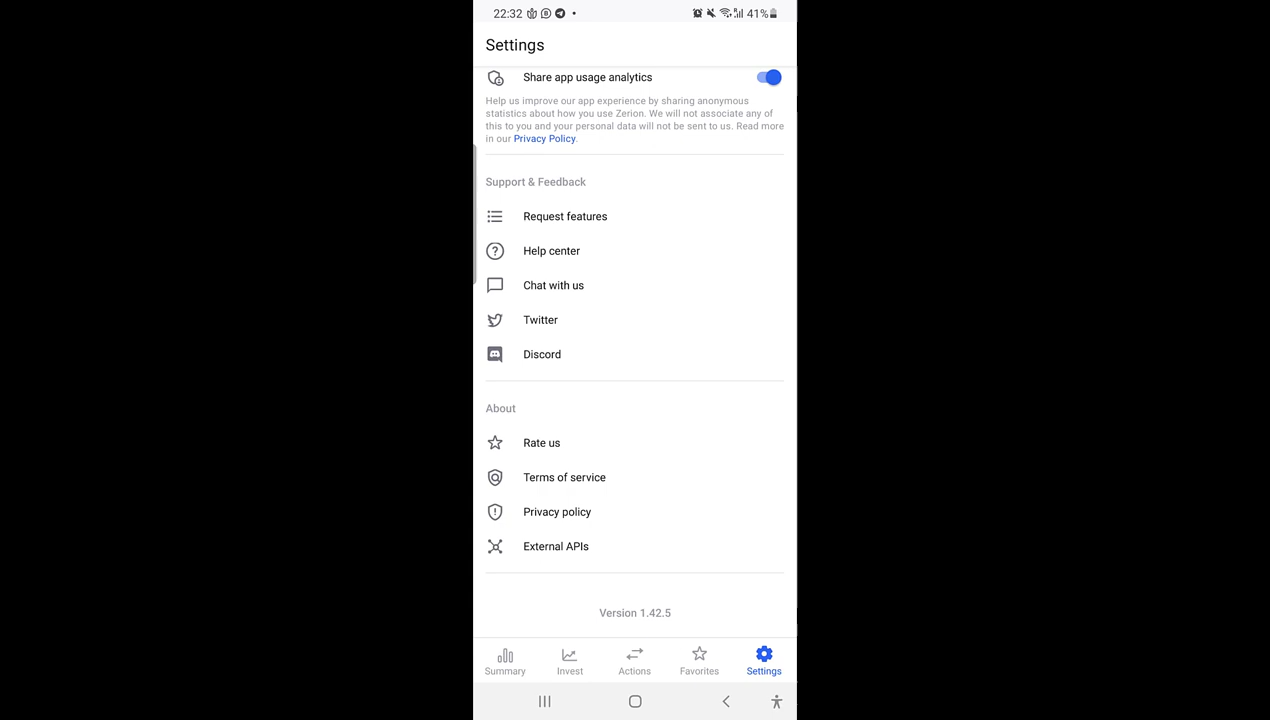 22:32
41%
Settings
Share app usage analytics
Help us improve our app experience by sharing anonymous
statistics about how you use Zerion. We will not associate any of
this to you and your personal data will not be sent to us. Read more
in our Privacy Policy.
Support & Feedback
Request features
Help center
Chat with us
Twitter
Discord
About
Rate us
Terms of service
Privacy policy
External APIs
Version 1.42.5
Summary Invest Actions Favorites Settings